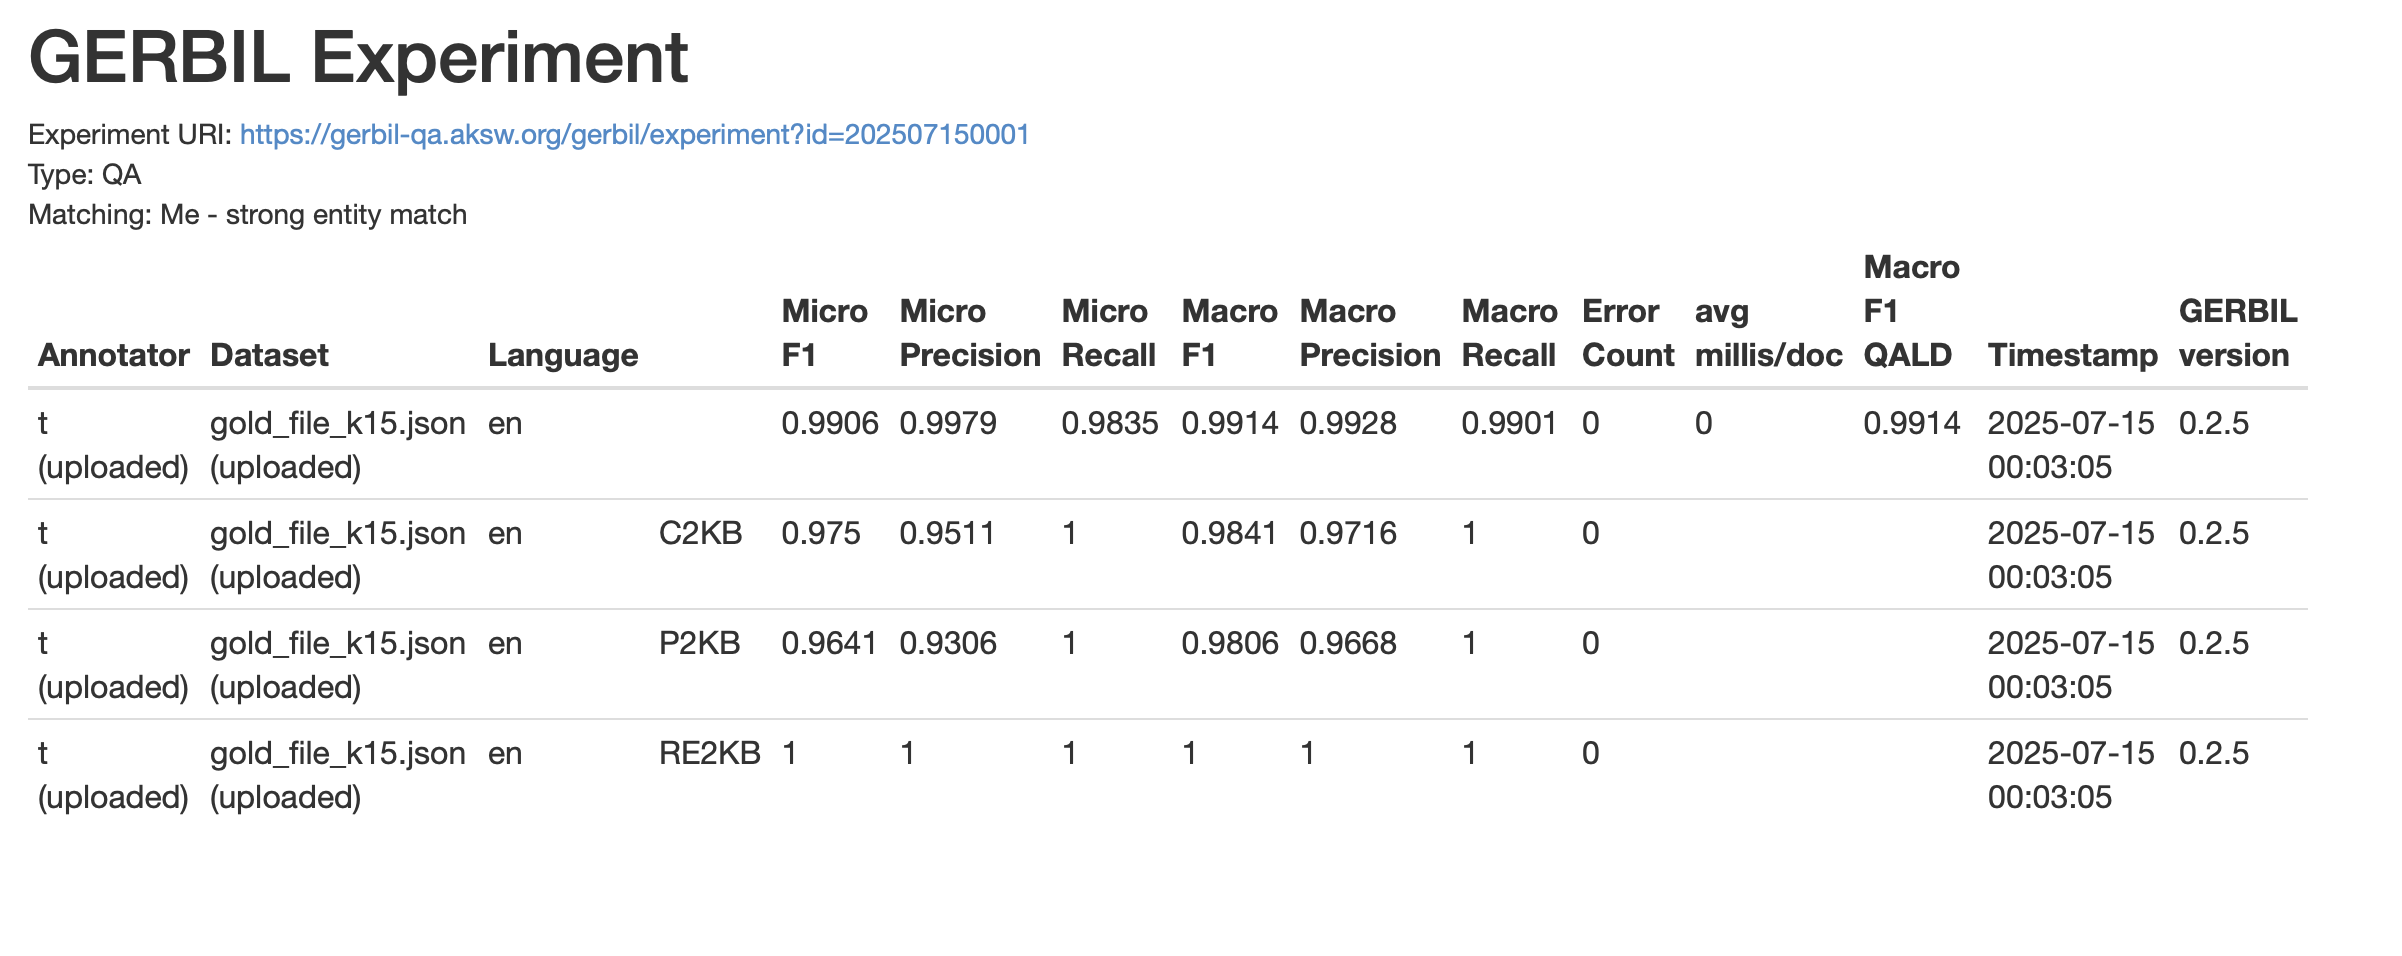 GERBIL Experiment
Experiment URI: https://gerbil-qa.aksw.org/gerbil/experiment?id=202507150001
Type: QA
Matching: Me - strong entity match
Annotator Dataset Language Micro F1 Micro Precision Micro Recall Macro F1 Macro Precision Macro Recall Error Count avg millis/doc Macro F1 QALD Timestamp GERBIL version
t (uploaded) gold_file_k15.json (uploaded) en 0.9906 0.9979 0.9835 0.9914 0.9928 0.9901 0 0 0.9914 2025-07-15 00:03:05 0.2.5
t (uploaded) gold_file_k15.json (uploaded) en C2KB 0.975 0.9511 1 0.9841 0.9716 1 0 2025-07-15 00:03:05 0.2.5
t (uploaded) gold_file_k15.json (uploaded) en P2KB 0.9641 0.9306 1 0.9806 0.9668 1 0 2025-07-15 00:03:05 0.2.5
t (uploaded) gold_file_k15.json (uploaded) en RE2KB 1 1 1 1 1 1 0 2025-07-15 00:03:05 0.2.5